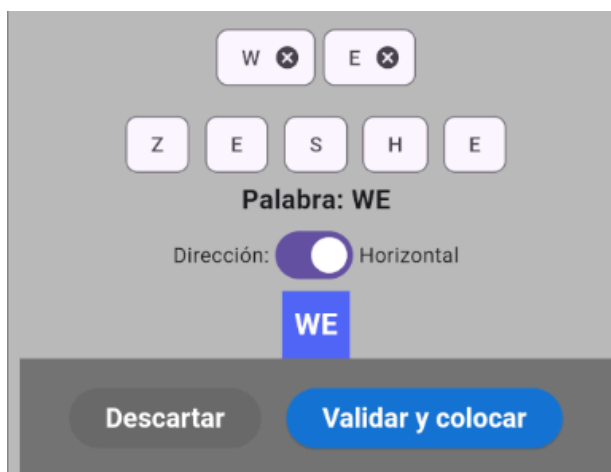 W E
Z E S H E
Palabra: WE
Dirección: Horizontal
WE
Descartar Validar y colocar